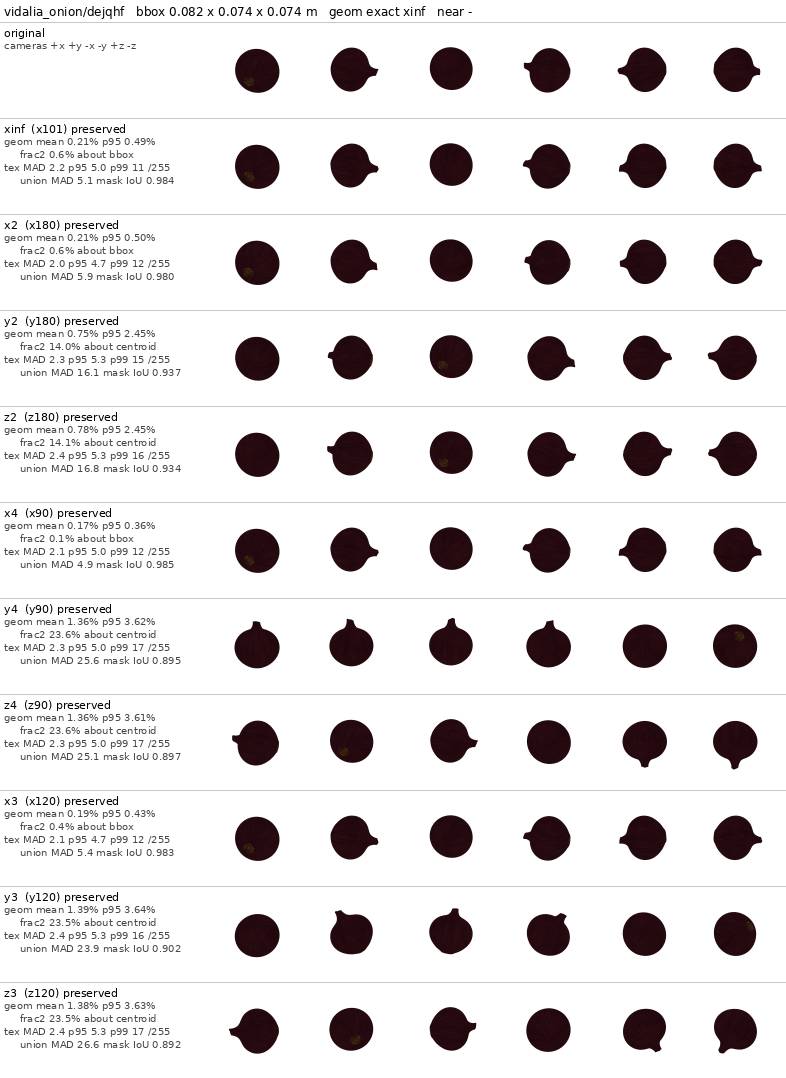 vidalia_onion/dejqhf   bbox 0.082 x 0.074 x 0.074 m   geom exact xinf   near -
original
cameras +x +y -x -y +z -z
xinf  (x101) preserved
geom mean 0.21% p95 0.49%
frac2 0.6% about bbox
tex MAD 2.2 p95 5.0 p99 11 /255
union MAD 5.1 mask IoU 0.984
x2  (x180) preserved
geom mean 0.21% p95 0.50%
frac2 0.6% about bbox
tex MAD 2.0 p95 4.7 p99 12 /255
union MAD 5.9 mask IoU 0.980
y2  (y180) preserved
geom mean 0.75% p95 2.45%
frac2 14.0% about centroid
tex MAD 2.3 p95 5.3 p99 15 /255
union MAD 16.1 mask IoU 0.937
z2  (z180) preserved
geom mean 0.78% p95 2.45%
frac2 14.1% about centroid
tex MAD 2.4 p95 5.3 p99 16 /255
union MAD 16.8 mask IoU 0.934
x4  (x90) preserved
geom mean 0.17% p95 0.36%
frac2 0.1% about bbox
tex MAD 2.1 p95 5.0 p99 12 /255
union MAD 4.9 mask IoU 0.985
y4  (y90) preserved
geom mean 1.36% p95 3.62%
frac2 23.6% about centroid
tex MAD 2.3 p95 5.0 p99 17 /255
union MAD 25.6 mask IoU 0.895
z4  (z90) preserved
geom mean 1.36% p95 3.61%
frac2 23.6% about centroid
tex MAD 2.3 p95 5.0 p99 17 /255
union MAD 25.1 mask IoU 0.897
x3  (x120) preserved
geom mean 0.19% p95 0.43%
frac2 0.4% about bbox
tex MAD 2.1 p95 4.7 p99 12 /255
union MAD 5.4 mask IoU 0.983
y3  (y120) preserved
geom mean 1.39% p95 3.64%
frac2 23.5% about centroid
tex MAD 2.4 p95 5.3 p99 16 /255
union MAD 23.9 mask IoU 0.902
z3  (z120) preserved
geom mean 1.38% p95 3.63%
frac2 23.5% about centroid
tex MAD 2.4 p95 5.3 p99 17 /255
union MAD 26.6 mask IoU 0.892